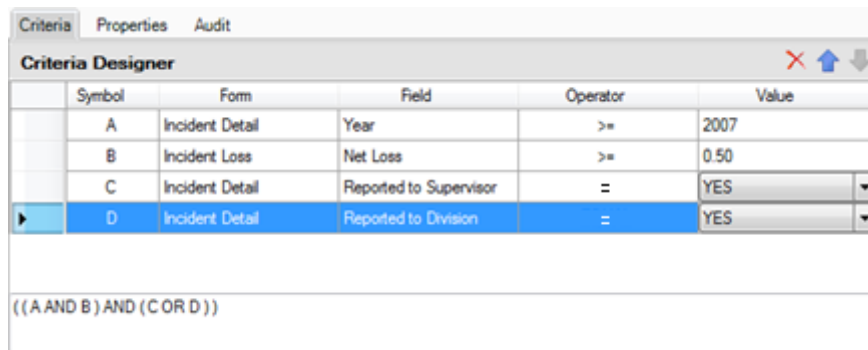 Criteria Properties Audit
Criteria Designer
Symbol Form Field Operator Value
A Incident Detail Year >= 2007
B Incident Loss Net Loss >= 0.50
C Incident Detail Reported to Supervisor = YES
D Incident Detail Reported to Division = YES
( ( A AND B ) AND ( C OR D ) )